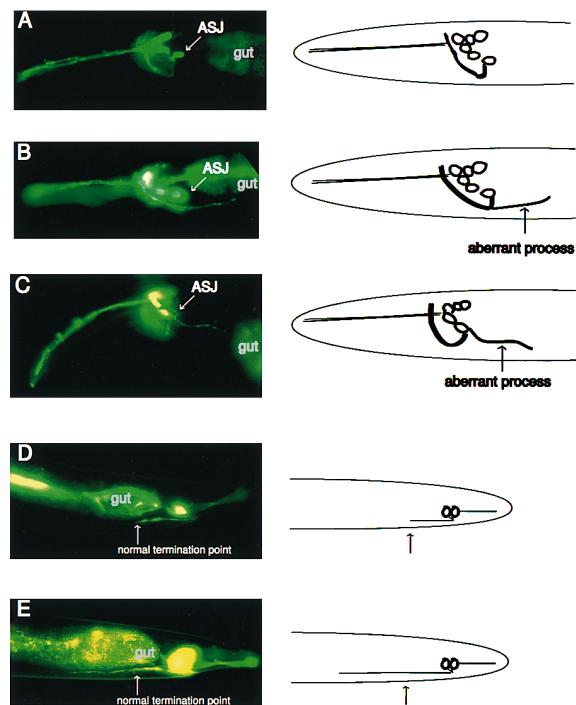 A
ASJ
gut
B
ASJ
gut
aberrant process
C
ASJ
gut
aberrant process
D
gut
normal termination point
E
gut
normal termination point